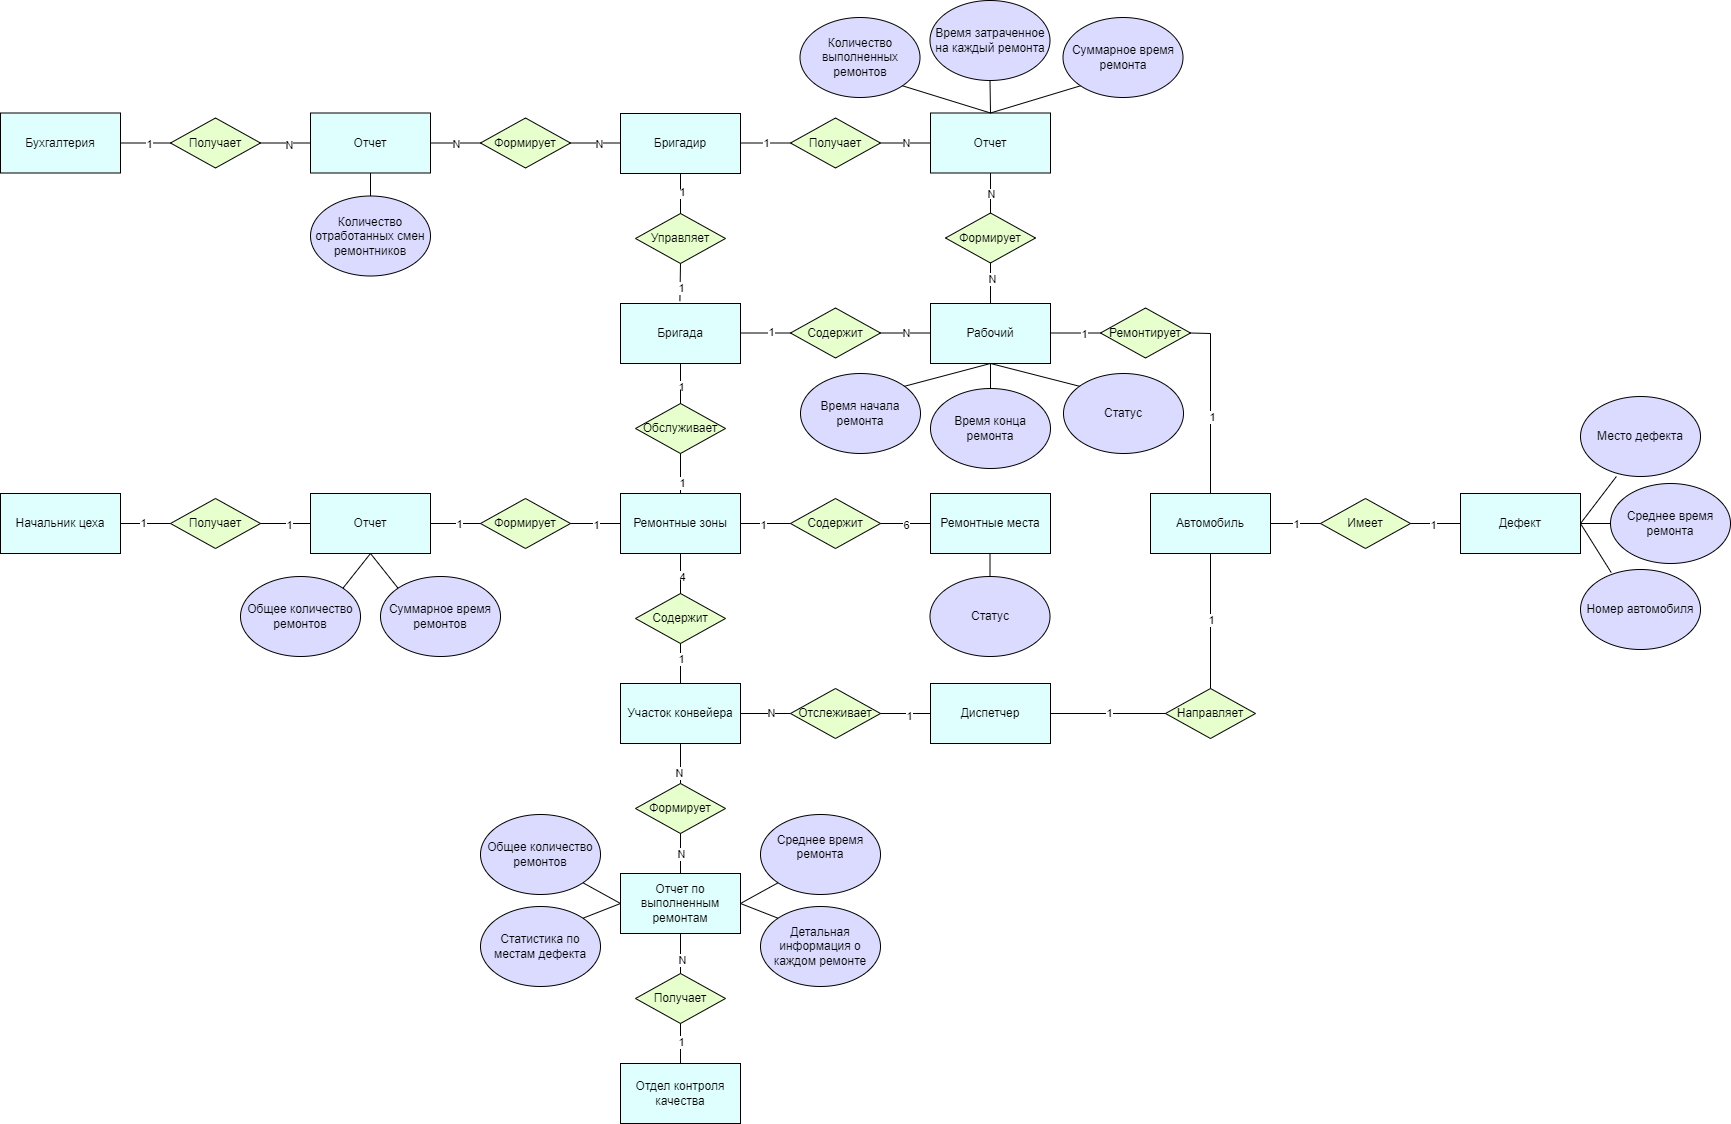 Количество
выполненных
ремонтов
Время затраченное
на каждый ремонта
Суммарное время
ремонта
Бухгалтерия
1
Получает
N
Отчет
N
Формирует
N
Бригадир
1
Получает
N
Отчет
Количество
отработанных смен
ремонтников
1
Управляет
1
N
Формирует
N
Бригада
1
Содержит
N
Рабочий
1
Ремонтирует
1
Время начала
ремонта
Время конца
ремонта
Статус
1
Обслуживает
1
Место дефекта
Начальник цеха
1
Получает
1
Отчет
1
Формирует
1
Ремонтные зоны
1
Содержит
6
Ремонтные места
Автомобиль
1
Имеет
1
Дефект
Среднее время
ремонта
Номер автомобиля
Общее количество
ремонтов
Суммарное время
ремонтов
4
Содержит
1
Статус
1
Участок конвейера
N
Отслеживает
1
Диспетчер
1
Направляет
N
Формирует
N
Общее количество
ремонтов
Среднее время
ремонта
Отчет по
выполненным
ремонтам
Статистика по
местам дефекта
Детальная
информация о
каждом ремонте
N
Получает
1
Отдел контроля
качества